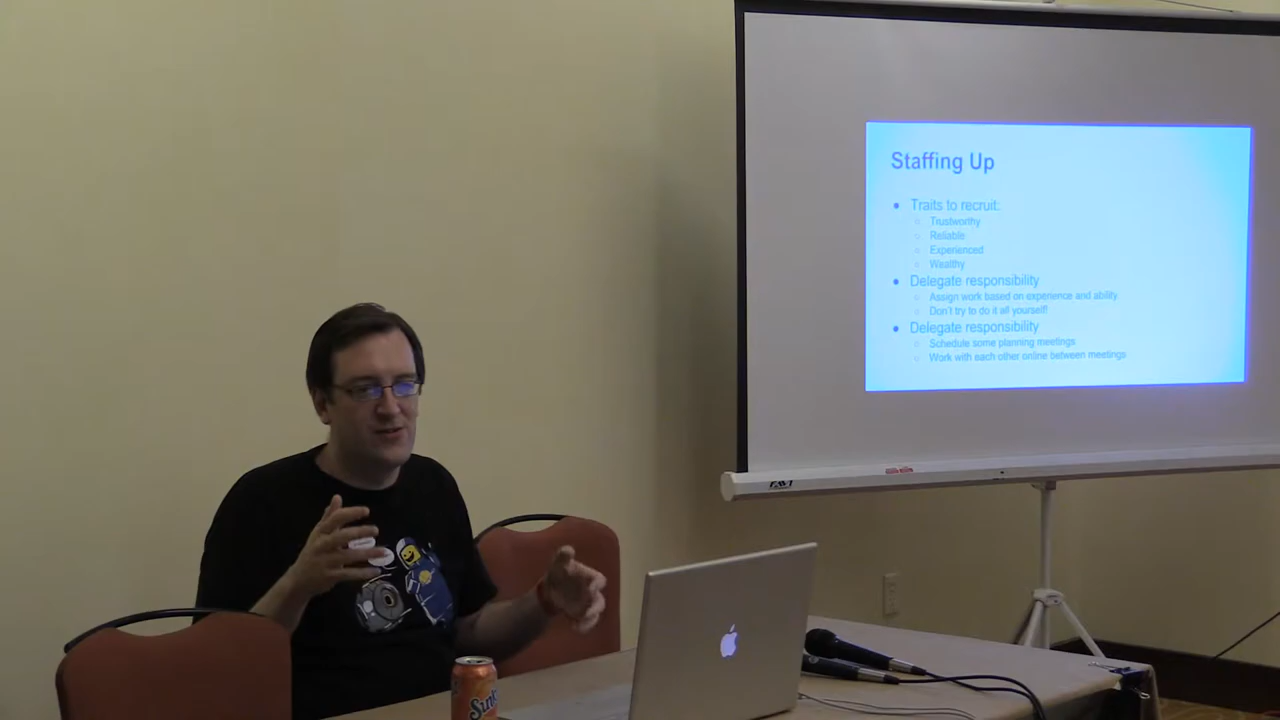 Staffing Up
• Traits to recruit:
○ Trustworthy
○ Reliable
○ Experienced
○ Wealthy
• Delegate responsibility
○ Assign work based on experience and ability
○ Don't try to do it all yourself!
• Delegate responsibility
○ Schedule some planning meetings
○ Work with each other online between meetings
FAVI